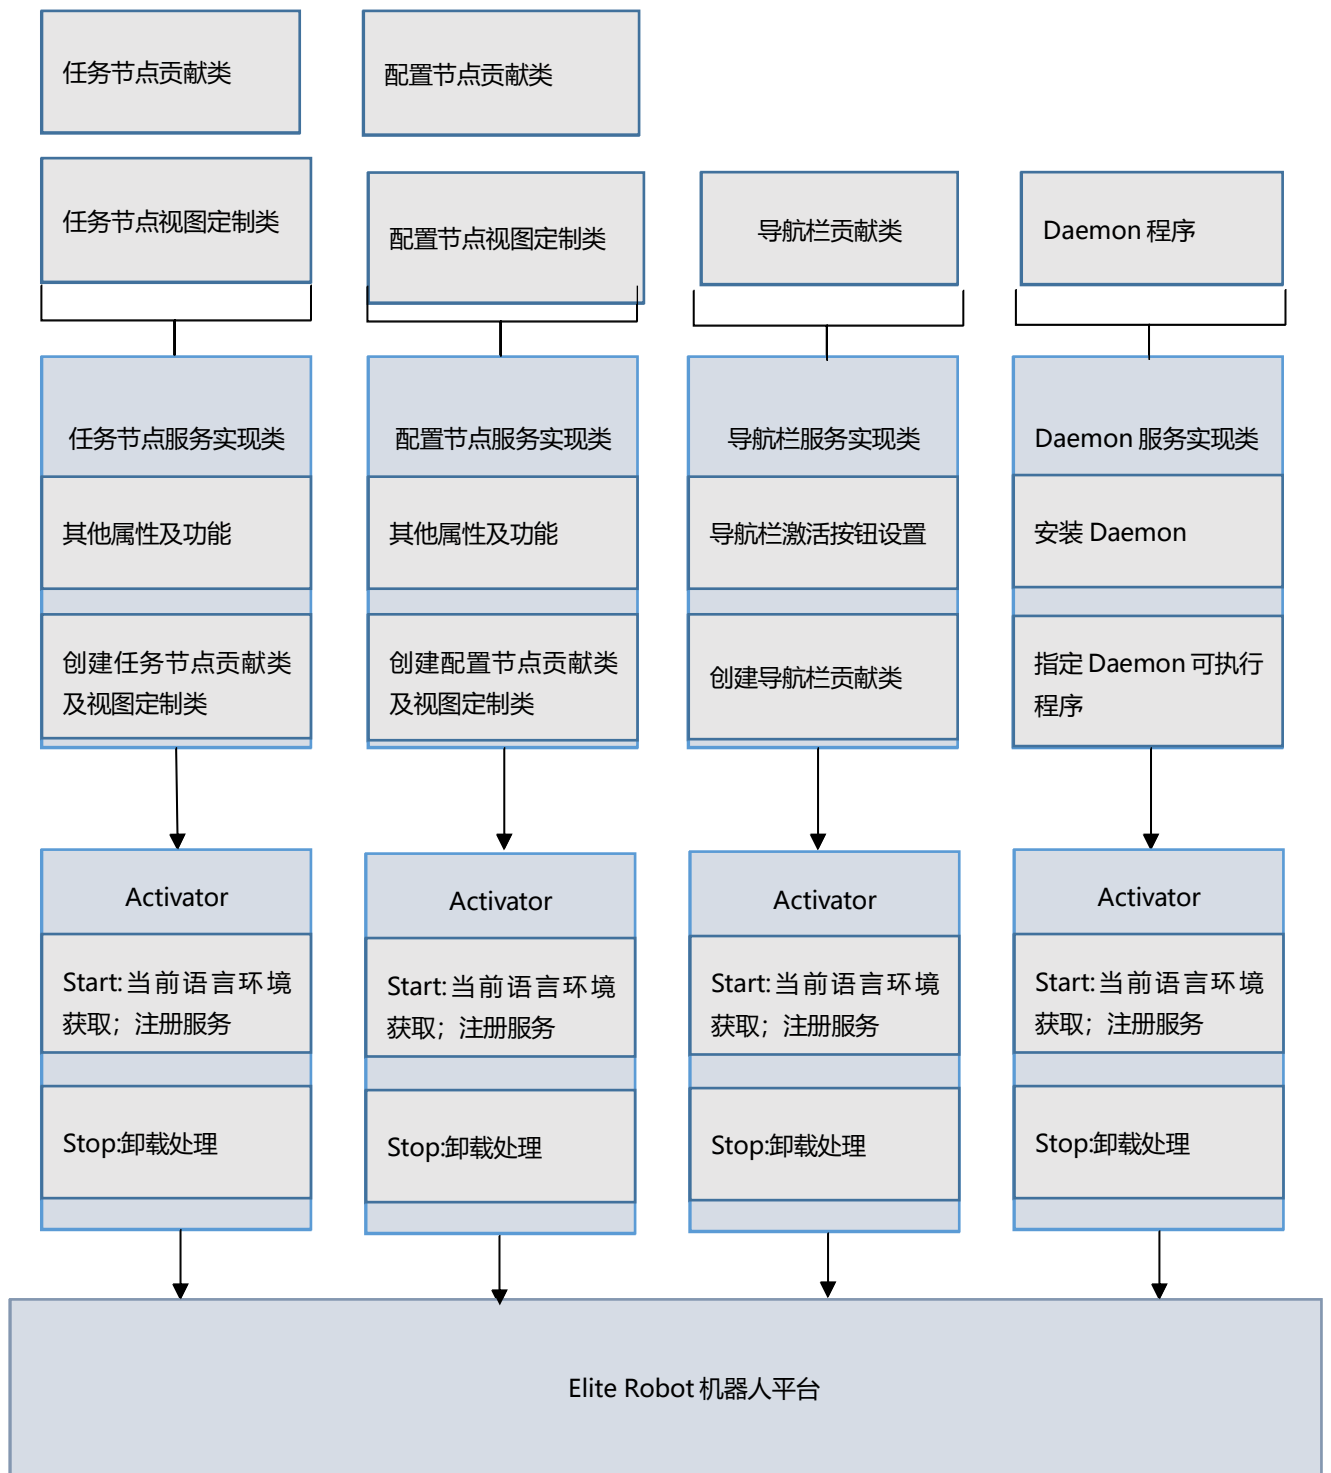 任务节点贡献类
配置节点贡献类
任务节点视图定制类
配置节点视图定制类
导航栏贡献类
Daemon 程序
任务节点服务实现类
配置节点服务实现类
导航栏服务实现类
Daemon 服务实现类
其他属性及功能
其他属性及功能
导航栏激活按钮设置
安装 Daemon
创建任务节点贡献类
及视图定制类
创建配置节点贡献类
及视图定制类
创建导航栏贡献类
指定 Daemon 可执行
程序
Activator
Activator
Activator
Activator
Start:当前语言环境
获取；注册服务
Start:当前语言环境
获取；注册服务
Start:当前语言环境
获取；注册服务
Start:当前语言环境
获取；注册服务
Stop:卸载处理
Stop:卸载处理
Stop:卸载处理
Stop:卸载处理
Elite Robot 机器人平台